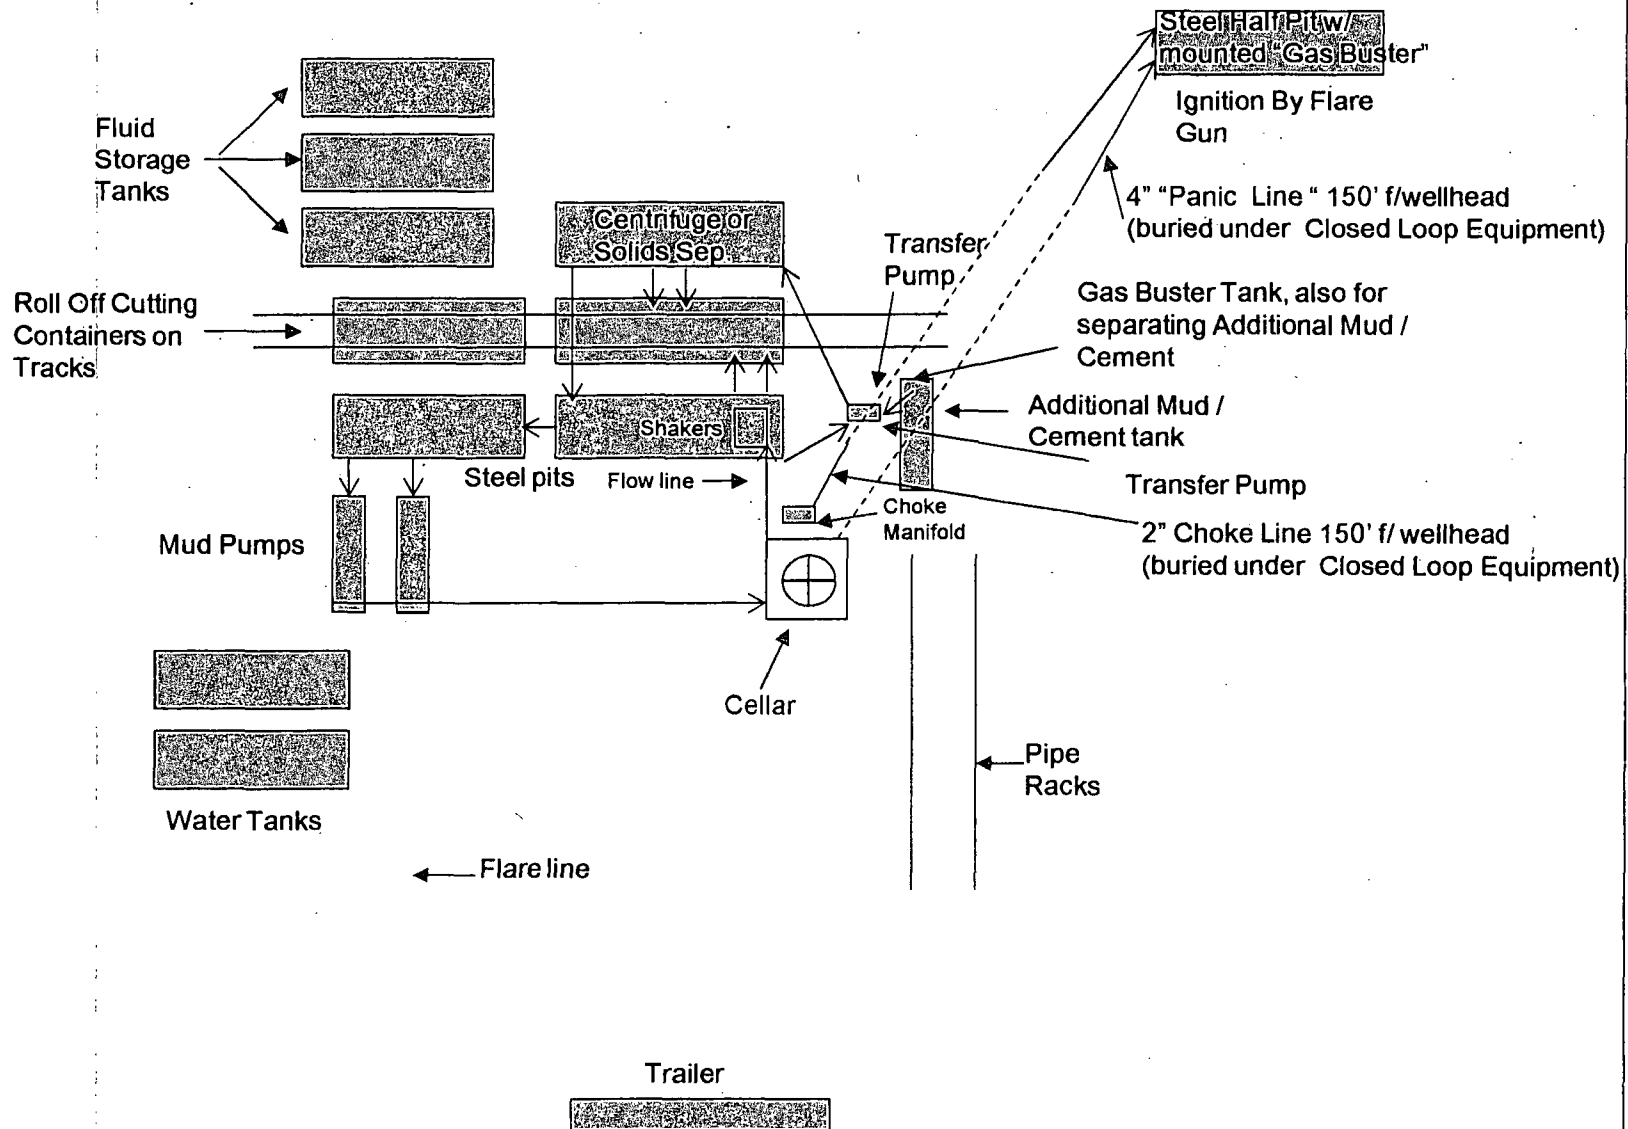 Steel Half Pit w/
mounted “Gas Buster”
Ignition By Flare
Gun
Fluid
Storage
Tanks
4” “Panic Line “ 150’ f/wellhead
(buried under Closed Loop Equipment)
Centrifuge or
Solids Sep.
Transfer
Pump
Roll Off Cutting
Containers on
Tracks
Gas Buster Tank, also for
separating Additional Mud /
Cement
Additional Mud /
Cement tank
Shakers
Steel pits
Flow line
Transfer Pump
Choke
Manifold
2” Choke Line 150’ f/ wellhead
(buried under Closed Loop Equipment)
Mud Pumps
Cellar
Pipe
Racks
Water Tanks
Flare line
Trailer